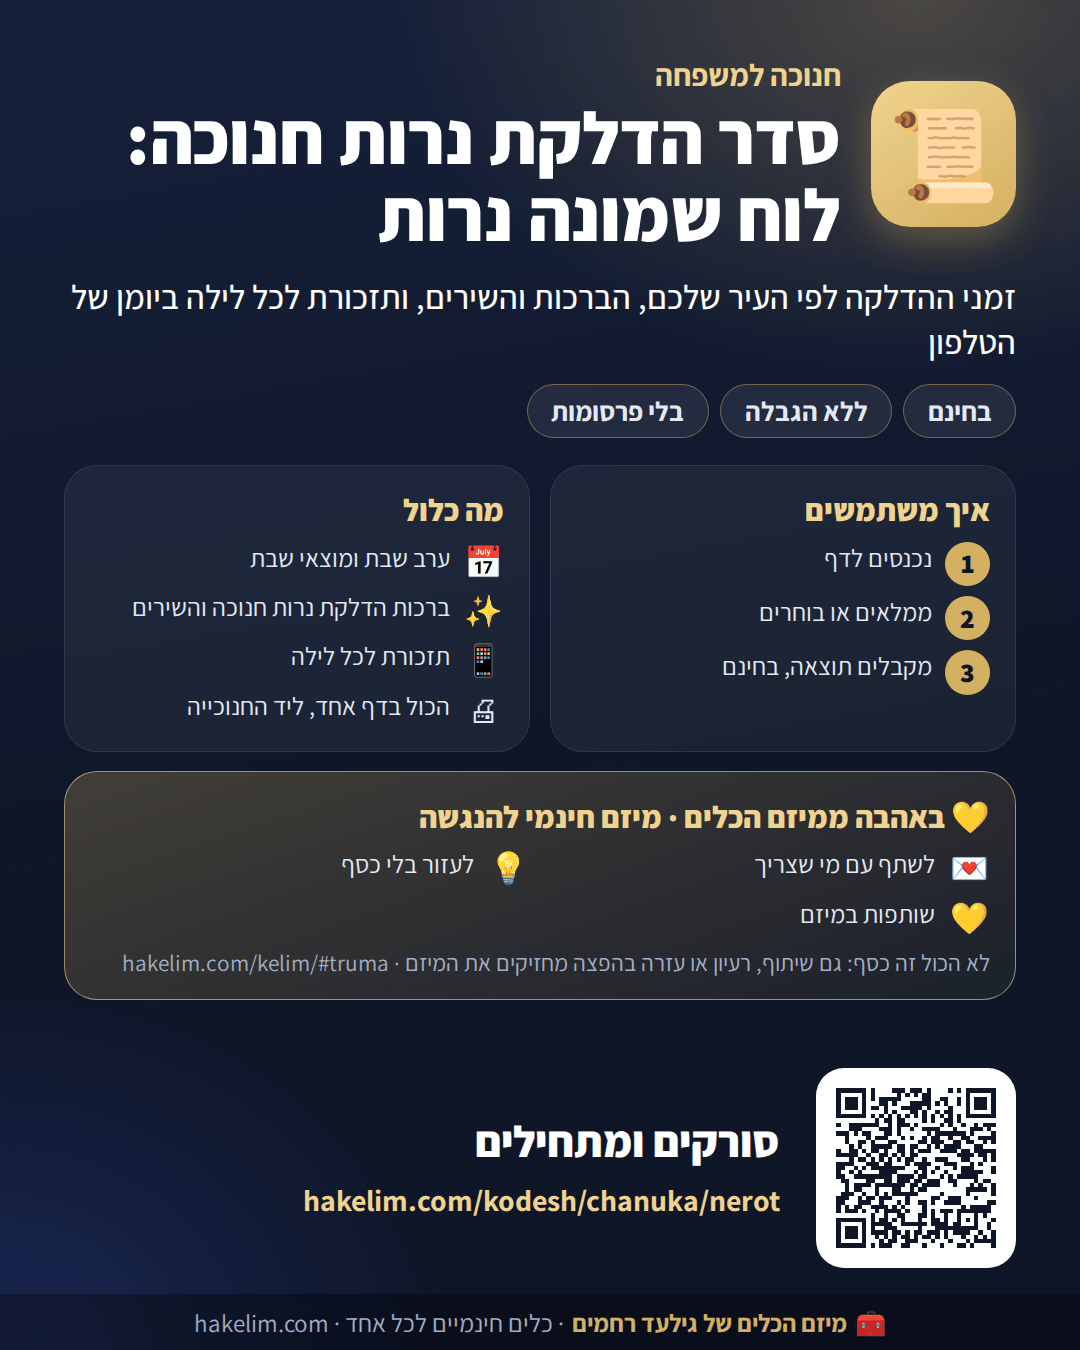 חנוכה למשפחה
סדר הדלקת נרות חנוכה:
לוח שמונה נרות
זמני ההדלקה לפי העיר שלכם, הברכות והשירים, ותזכורת לכל לילה ביומן של
הטלפון
בחינם
ללא הגבלה
בלי פרסומות
איך משתמשים
1 נכנסים לדף
2 ממלאים או בוחרים
3 מקבלים תוצאה, בחינם
מה כלול
July 17 ערב שבת ומוצאי שבת
ברכות הדלקת נרות חנוכה והשירים
תזכורת לכל לילה
הכול בדף אחד, ליד החנוכייה
באהבה ממיזם הכלים · מיזם חינמי להנגשה
לשתף עם מי שצריך
לעזור בלי כסף
שותפות במיזם
לא הכול זה כסף: גם שיתוף, רעיון או עזרה בהפצה מחזיקים את המיזם · hakelim.com/kelim/#truma
סורקים ומתחילים
hakelim.com/kodesh/chanuka/nerot
מיזם הכלים של גילעד רחמים · כלים חינמיים לכל אחד · hakelim.com